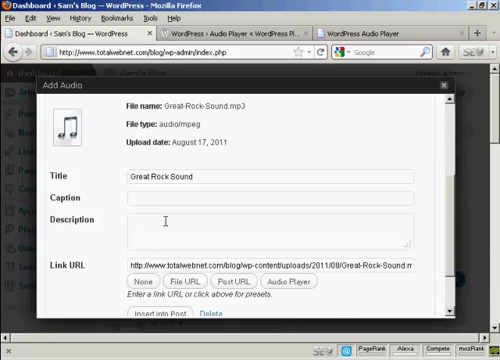 Dashboard ‹ Sam's Blog — WordPress — Mozilla Firefox
File Edit View History Bookmarks Tools Help
Dashboard ‹ Sam's Blog — WordPress × WordPress › Audio Player « WordPress Pl... × WordPress Audio Player ×
http://www.totalwebnet.com/blog/wp-admin/index.php Google SEO
Add Audio
File name: Great-Rock-Sound.mp3
File type: audio/mpeg
Upload date: August 17, 2011
Title Great Rock Sound
Caption
Description
Link URL http://www.totalwebnet.com/blog/wp-content/uploads/2011/08/Great-Rock-Sound.m
None File URL Post URL Audio Player
Enter a link URL or click above for presets.
Insert into Post Delete
SEO PageRank Alexa Compete mozRank